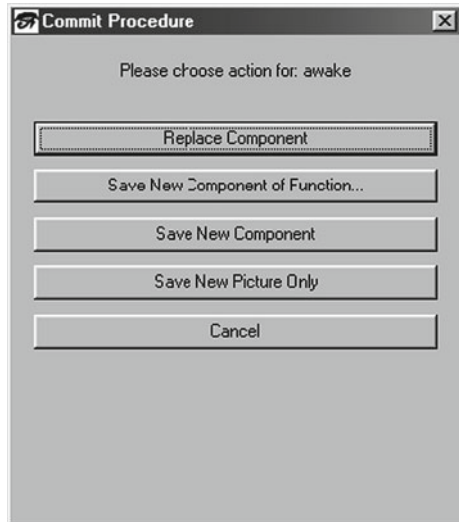 Commit Procedure
Please choose action for: awake
Replace Component
Save New Component of Function...
Save New Component
Save New Picture Only
Cancel